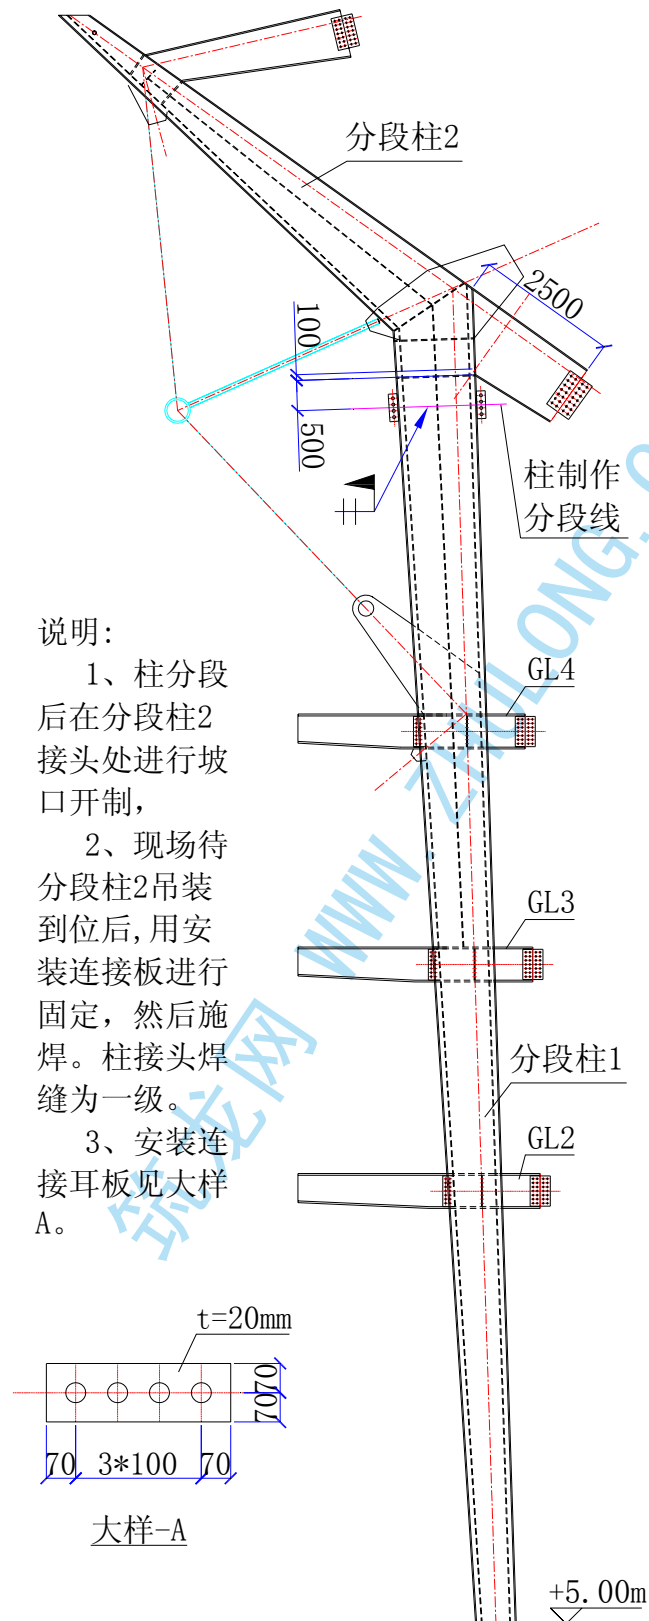 分段柱2
2500
100
500
柱制作
分段线
说明:
1、柱分段
后在分段柱2
接头处进行坡
口开制，
2、现场待
分段柱2吊装
到位后,用安
装连接板进行
固定，然后施
焊。柱接头焊
缝为一级。
3、安装连
接耳板见大样
A。
GL4
GL3
分段柱1
GL2
t=20mm
70
70
70 3*100 70
大样-A
+5.00m
筑龙网 WWW.ZHULONG.CO